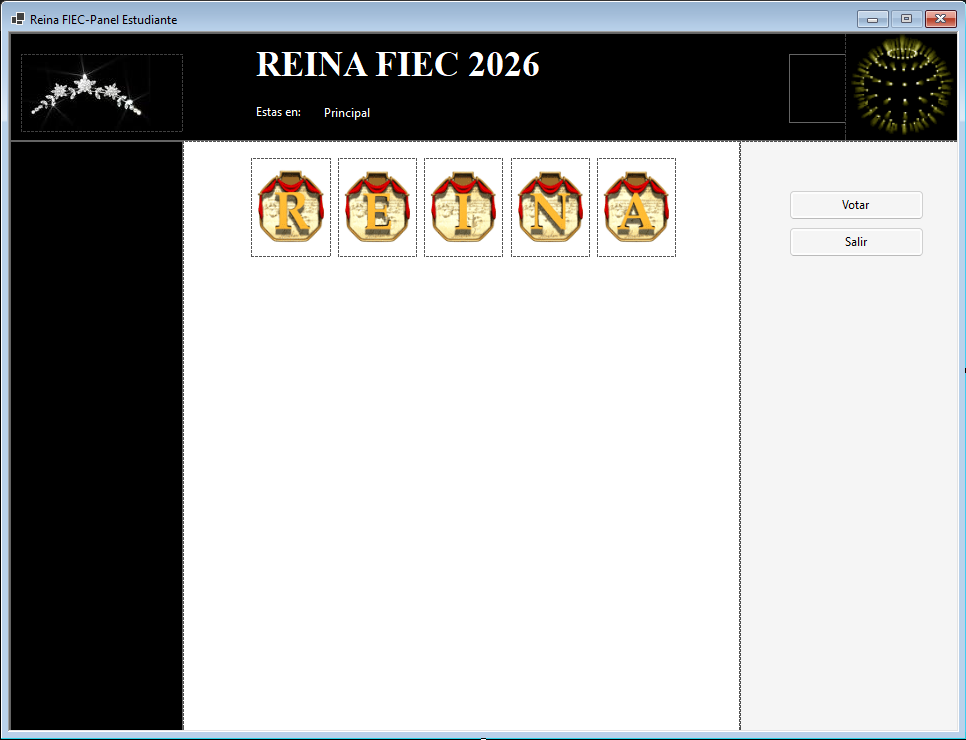 Reina FIEC-Panel Estudiante
REINA FIEC 2026
Estas en: Principal
R E I N A
Votar
Salir